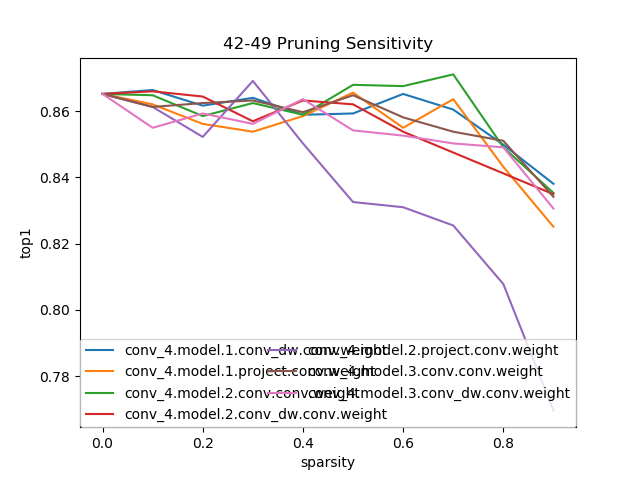 42-49 Pruning Sensitivity
top1
0.86
0.84
0.82
0.80
0.78
conv_4.model.1.conv_dw.conv.weight
conv_4.model.1.project.conv.weight
conv_4.model.2.conv.conv.weight
conv_4.model.2.conv_dw.conv.weight
conv_4.model.2.project.conv.weight
conv_4.model.3.conv.conv.weight
conv_4.model.3.conv_dw.conv.weight
0.0 0.2 0.4 0.6 0.8
sparsity